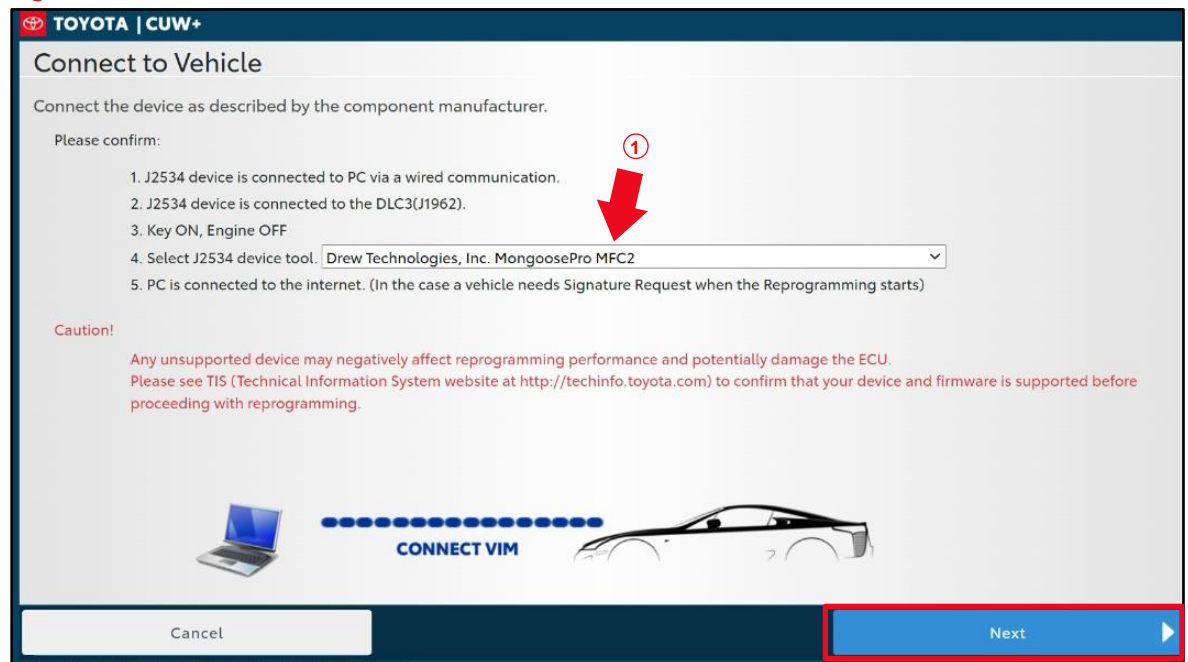 TOYOTA | CUW+
Connect to Vehicle
Connect the device as described by the component manufacturer.
Please confirm:
1
1. J2534 device is connected to PC via a wired communication.
2. J2534 device is connected to the DLC3(J1962).
3. Key ON, Engine OFF
4. Select J2534 device tool. Drew Technologies, Inc. MongoosePro MFC2
5. PC is connected to the internet. (In the case a vehicle needs Signature Request when the Reprogramming starts)
Caution!
Any unsupported device may negatively affect reprogramming performance and potentially damage the ECU.
Please see TIS (Technical Information System website at http://techinfo.toyota.com) to confirm that your device and firmware is supported before
proceeding with reprogramming.
CONNECT VIM
Cancel
Next